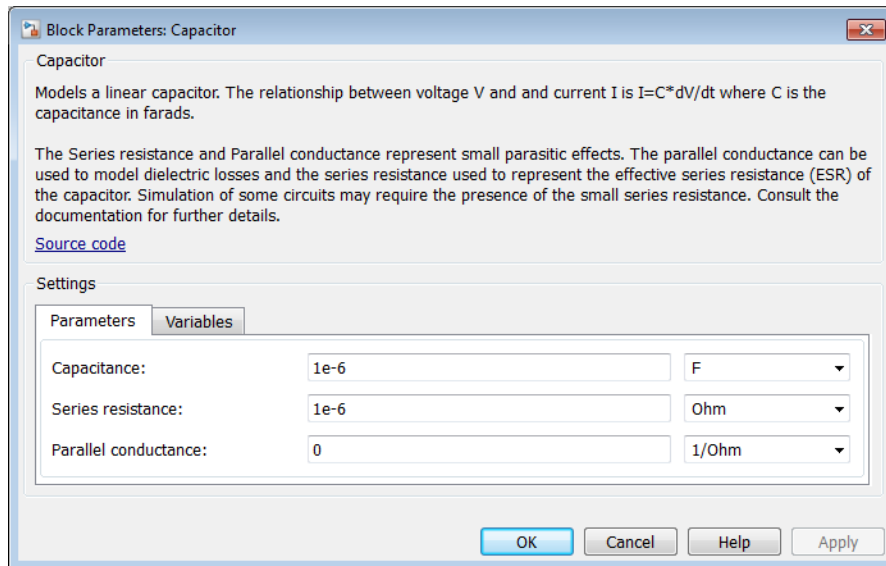 Block Parameters: Capacitor
Capacitor
Models a linear capacitor. The relationship between voltage V and and current I is I=C*dV/dt where C is the
capacitance in farads.
The Series resistance and Parallel conductance represent small parasitic effects. The parallel conductance can be
used to model dielectric losses and the series resistance used to represent the effective series resistance (ESR) of
the capacitor. Simulation of some circuits may require the presence of the small series resistance. Consult the
documentation for further details.
Source code
Settings
Parameters Variables
Capacitance: 1e-6 F
Series resistance: 1e-6 Ohm
Parallel conductance: 0 1/Ohm
OK Cancel Help Apply